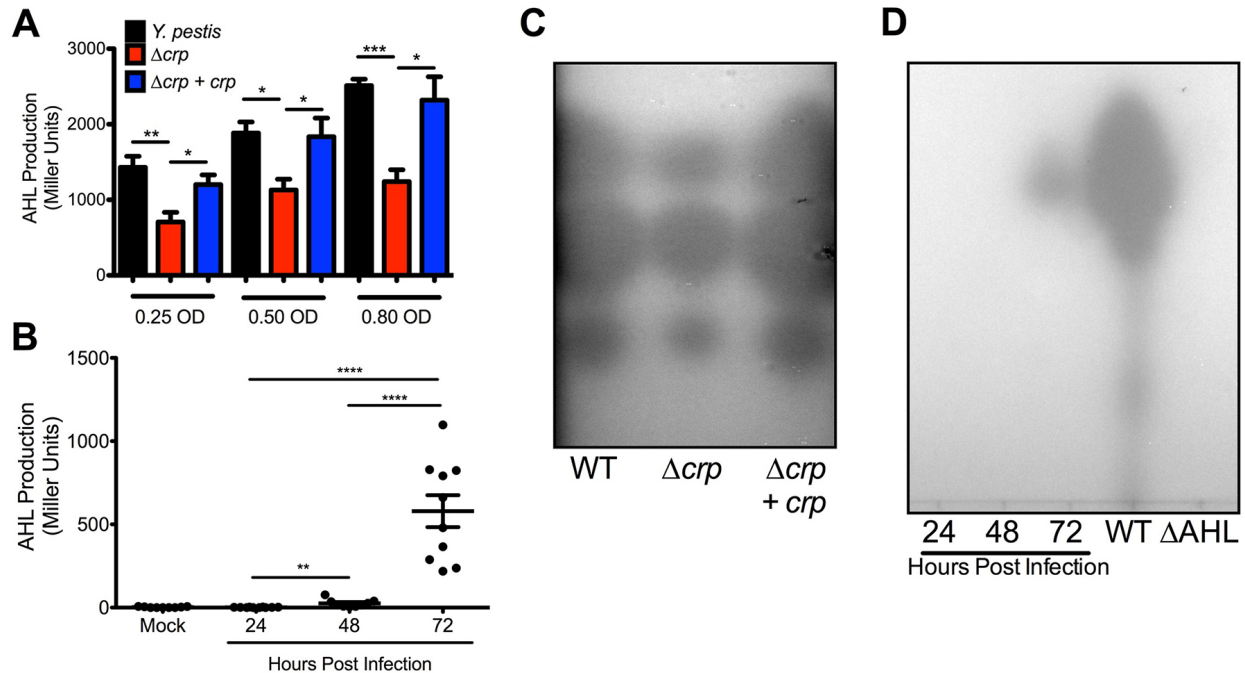 A
Y. pestis
Δcrp
Δcrp + crp
AHL Production
(Miller Units)
3000
2000
1000
0
**
*
*
*
***
*
0.25 OD
0.50 OD
0.80 OD
B
AHL Production
(Miller Units)
1500
1000
500
0
****
****
**
Mock
24
48
72
Hours Post Infection
C
WT
Δcrp
Δcrp
+ crp
D
24
48
72
WT
ΔAHL
Hours Post Infection